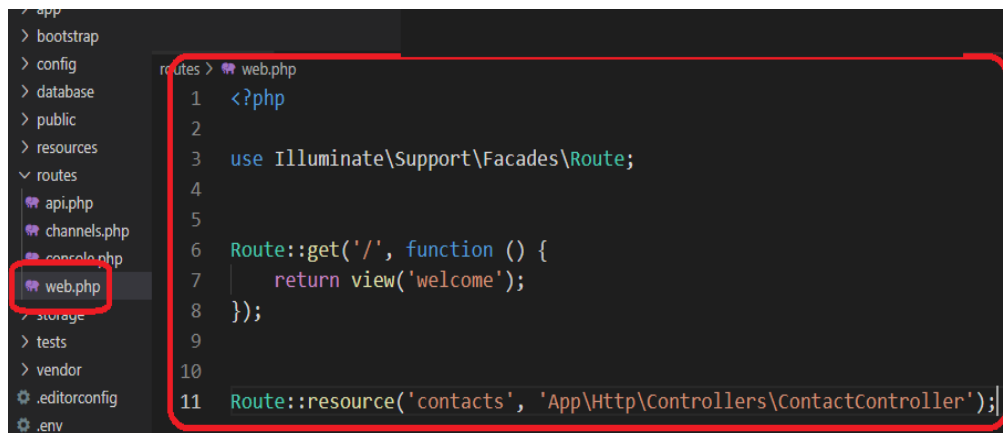 > app
> bootstrap
> config
> database
> public
> resources
∨ routes
api.php
channels.php
console.php
web.php
> storage
> tests
> vendor
.editorconfig
.env
routes > web.php
1 <?php
2
3 use Illuminate\Support\Facades\Route;
4
5
6 Route::get('/', function () {
7 return view('welcome');
8 });
9
10
11 Route::resource('contacts', 'App\Http\Controllers\ContactController');